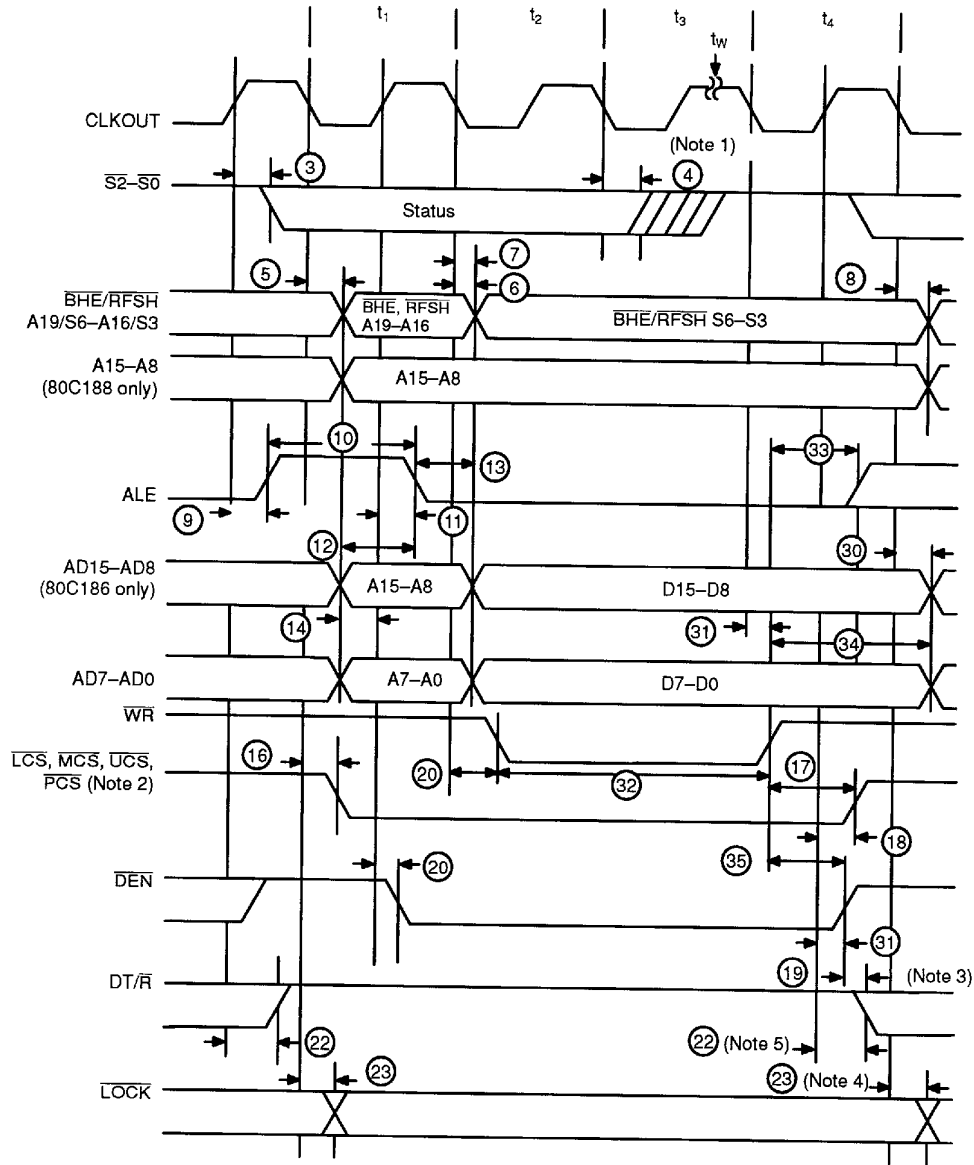 t1 t2 t3 t4
tW
CLKOUT
(Note 1)
3 4
S2–S0
Status
7
5 6 8
BHE/RFSH
A19/S6–A16/S3
BHE, RFSH
A19–A16
BHE/RFSH S6–S3
A15–A8
(80C188 only)
A15–A8
10 13 33
ALE
9 11
12 30
AD15–AD8
(80C186 only)
A15–A8
D15–D8
14 31 34
AD7–AD0
A7–A0
D7–D0
WR
LCS, MCS, UCS,
PCS (Note 2)
16 20 32 17
18
20 35
DEN
31
19 (Note 3)
DT/R
22 22 (Note 5)
23 23 (Note 4)
LOCK